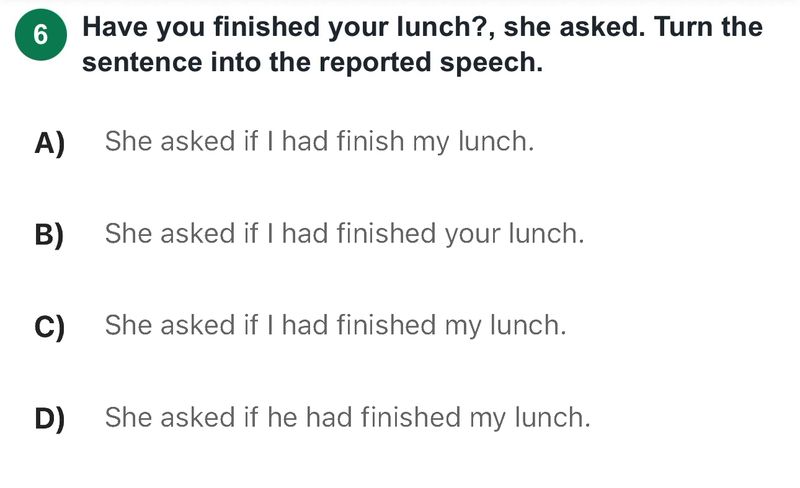 6 Have you finished your lunch?, she asked. Turn the
sentence into the reported speech.
A) She asked if I had finish my lunch.
B) She asked if I had finished your lunch.
C) She asked if I had finished my lunch.
D) She asked if he had finished my lunch.